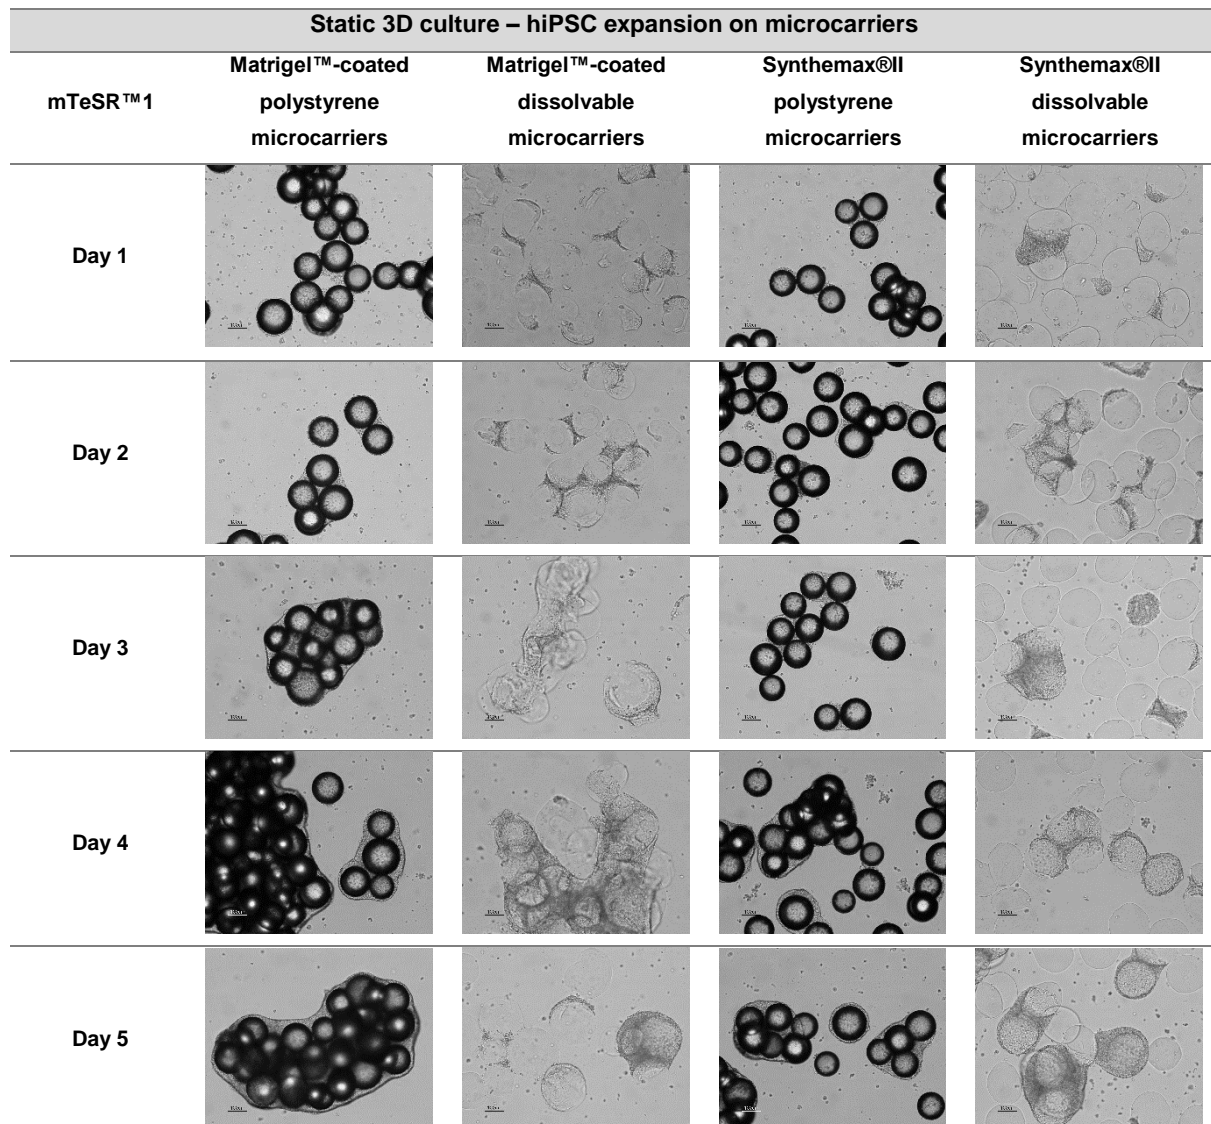 Static 3D culture – hiPSC expansion on microcarriers
mTeSR™1
Matrigel™-coated
polystyrene
microcarriers
Matrigel™-coated
dissolvable
microcarriers
Synthemax®II
polystyrene
microcarriers
Synthemax®II
dissolvable
microcarriers
Day 1
Day 2
Day 3
Day 4
Day 5